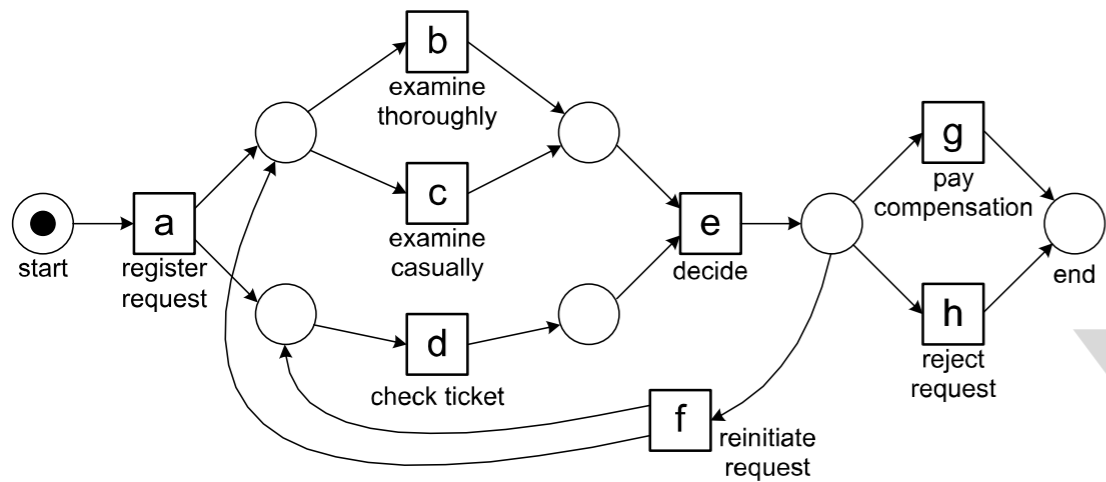 b
examine
thoroughly
g
pay
compensation
c
examine
casually
start
a
register
request
e
decide
end
d
check ticket
h
reject
request
f
reinitiate
request